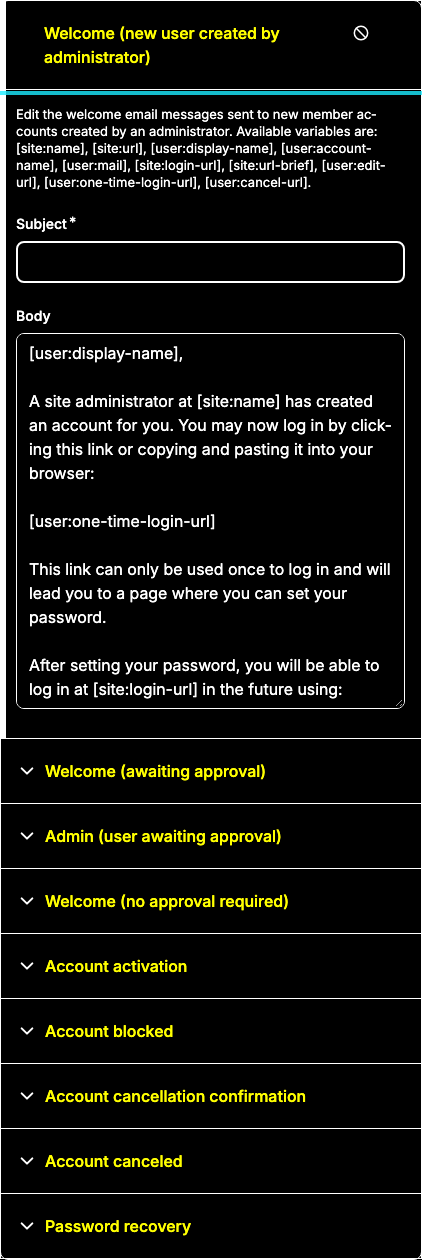 Welcome (new user created by
administrator)
Edit the welcome email messages sent to new member ac-
counts created by an administrator. Available variables are:
[site:name], [site:url], [user:display-name], [user:account-
name], [user:mail], [site:login-url], [site:url-brief], [user:edit-
url], [user:one-time-login-url], [user:cancel-url].
Subject*
Body
[user:display-name],
A site administrator at [site:name] has created
an account for you. You may now log in by click-
ing this link or copying and pasting it into your
browser:
[user:one-time-login-url]
This link can only be used once to log in and will
lead you to a page where you can set your
password.
After setting your password, you will be able to
log in at [site:login-url] in the future using:
Welcome (awaiting approval)
Admin (user awaiting approval)
Welcome (no approval required)
Account activation
Account blocked
Account cancellation confirmation
Account canceled
Password recovery